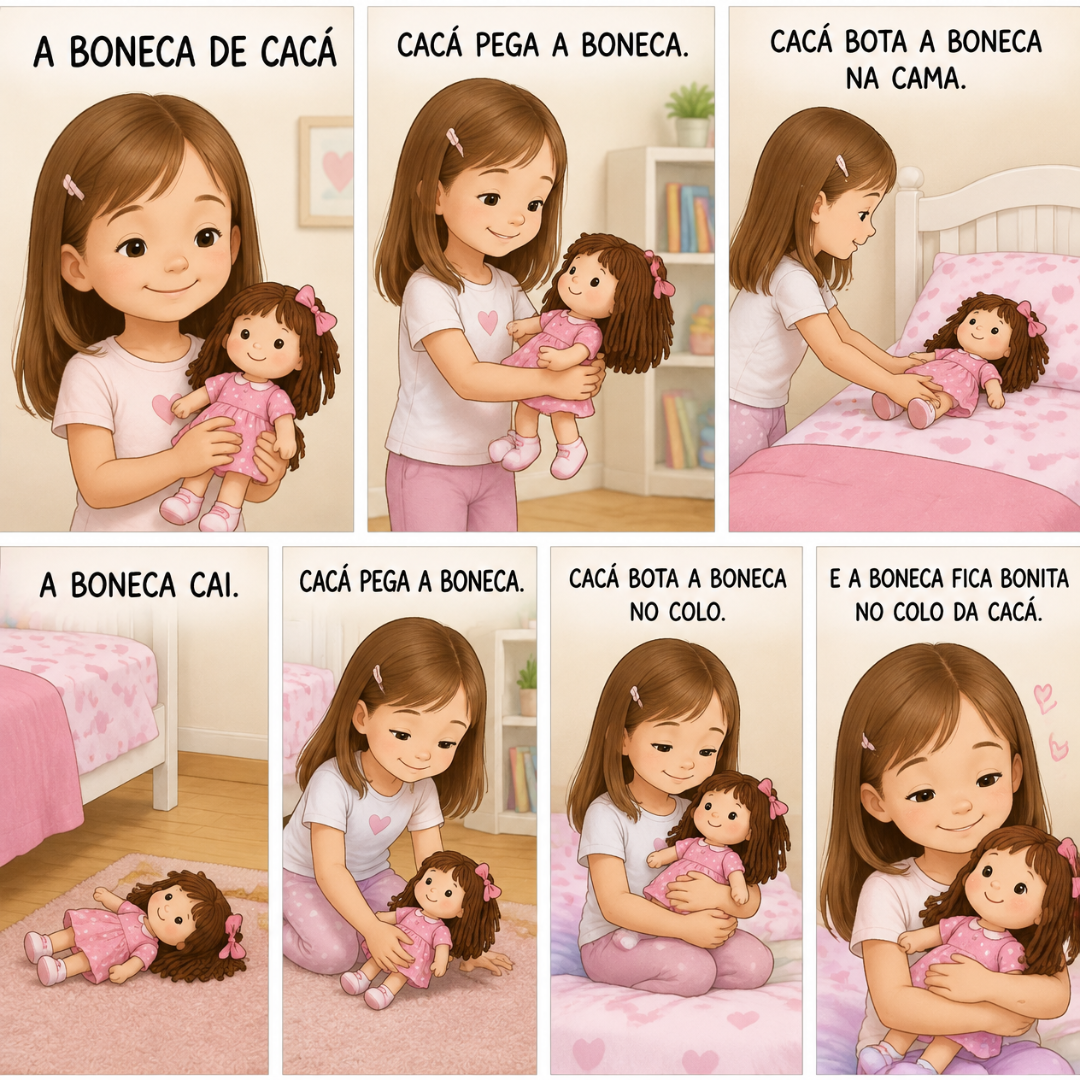 A BONECA DE CACÁ
CACÁ PEGA A BONECA.
CACÁ BOTA A BONECA
NA CAMA.
A BONECA CAI.
CACÁ PEGA A BONECA.
CACÁ BOTA A BONECA
NO COLO.
E A BONECA FICA BONITA
NO COLO DA CACÁ.